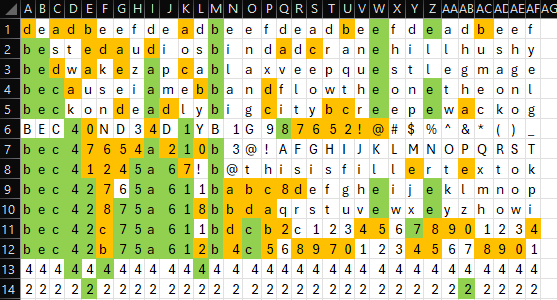 A B C D E F G H I J K L M N O P Q R S T U V W X Y Z AA AB AC AD AE AF AG
1 d e a d b e e f d e a d b e e f d e a d b e e f d e a d b e e f
2 b e s t e d a u d i o s b i n d a d c r a n e h i l l h u s h y
3 b e d w a k e z a p c a b l a x v e e p q u e s t l e g m a g e
4 b e c a u s e i a m e b b a n d f l o w t h e o n e t h e o n l
5 b e c k o n d e a d l y b i g c i t y b c r e e p e w a c k o g
6 B E C 4 0 N D 3 4 D 1 Y B 1 G 9 8 7 6 5 2 ! @ # $ % ^ & * ( ) _
7 b e c 4 7 6 5 4 a 2 1 0 b 3 @ ! A F G H I J K L M N O P Q R S T
8 b e c 4 1 2 4 5 a 6 7 ! b @ t h i s i s f i l l e r t e x t o k
9 b e c 4 2 7 6 5 a 6 1 1 b a b c 8 d e f g h e i j e k l m n o p
10 b e c 4 2 8 7 5 a 6 1 8 b b d a q r s t u v e w x e y z h o w i
11 b e c 4 2 c 7 5 a 6 1 1 b d c b 2 c 1 2 3 4 5 6 7 8 9 0 1 2 3 4
12 b e c 4 2 b 7 5 a 6 1 2 b 4 c 5 6 8 9 7 0 1 2 3 4 5 6 7 8 9 0 1
13 4 4 4 4 4 4 4 4 4 4 4 4 4 4 4 4 4 4 4 4 4 4 4 4 4 4 4 4 4 4 4 4
14 2 2 2 2 2 2 2 2 2 2 2 2 2 2 2 2 2 2 2 2 2 2 2 2 2 2 2 2 2 2 2 2